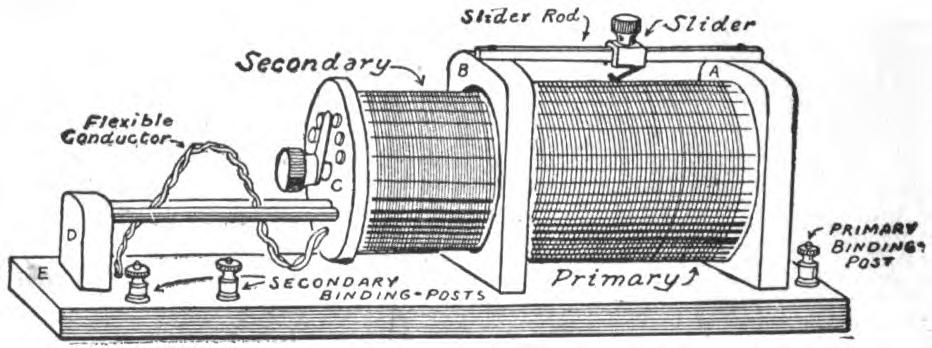 Slider Rod
Slider
Secondary
B
A
Flexible
Conductor
C
D
PRIMARY
BINDING-
POST
E
SECONDARY
BINDING-POSTS
Primary